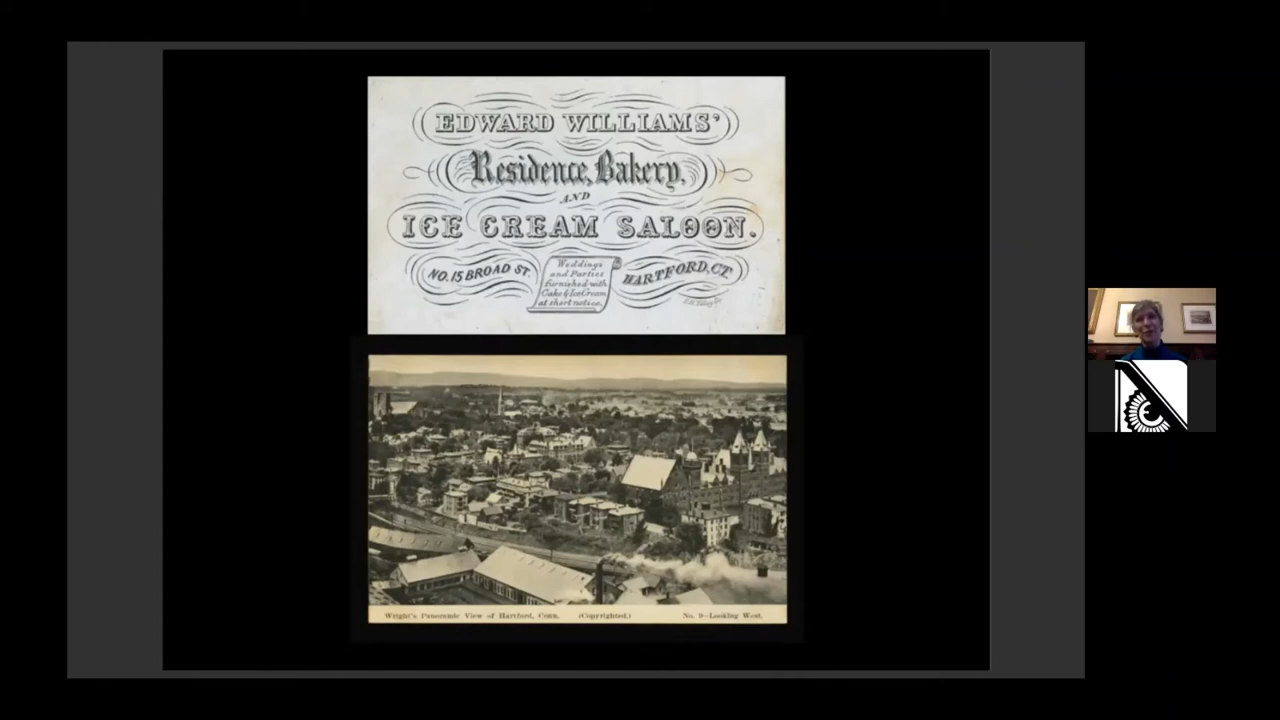 EDWARD WILLIAMS'
Residence, Bakery,
AND
ICE CREAM SALOON.
NO. 15 BROAD ST.
Weddings
and Parties
furnished with
Cake & Ice Cream
at short notice.
HARTFORD, CT
Wright's Panoramic View of Hartford, Conn. (Copyrighted.) No. 9—Looking West.